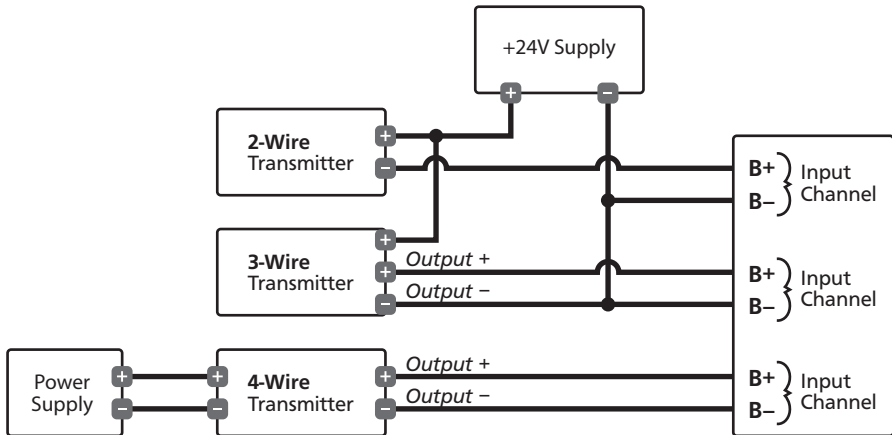 +24V Supply
+ −
2-Wire
Transmitter
+
−
B+
B−
Input
Channel
3-Wire
Transmitter
+
+
−
Output +
Output −
B+
B−
Input
Channel
Power
Supply
+
−
+
−
4-Wire
Transmitter
+
−
Output +
Output −
B+
B−
Input
Channel